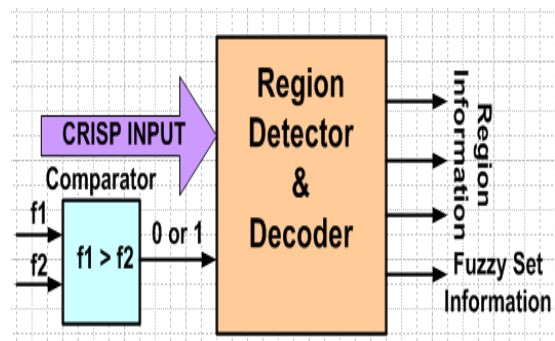 CRISP INPUT
Comparator
f1
f2
f1 > f2
0 or 1
Region
Detector
&
Decoder
Region
Information
Fuzzy Set
Information